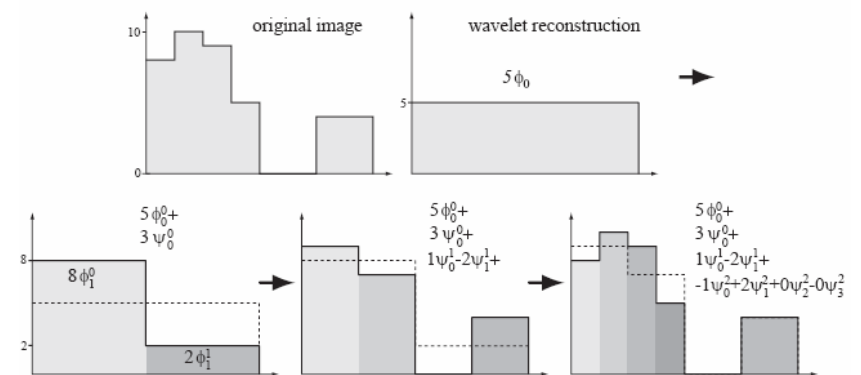 original image
wavelet reconstruction
10
0
5ϕ₀
5
5ϕ⁰₀+
3ψ⁰₀
8
8ϕ⁰₁
2
2ϕ¹₁
5ϕ⁰₀+
3ψ⁰₀+
1ψ¹₀-2ψ¹₁+
5ϕ⁰₀+
3ψ⁰₀+
1ψ¹₀-2ψ¹₁+
-1ψ²₀+2ψ²₁+0ψ²₂-0ψ²₃